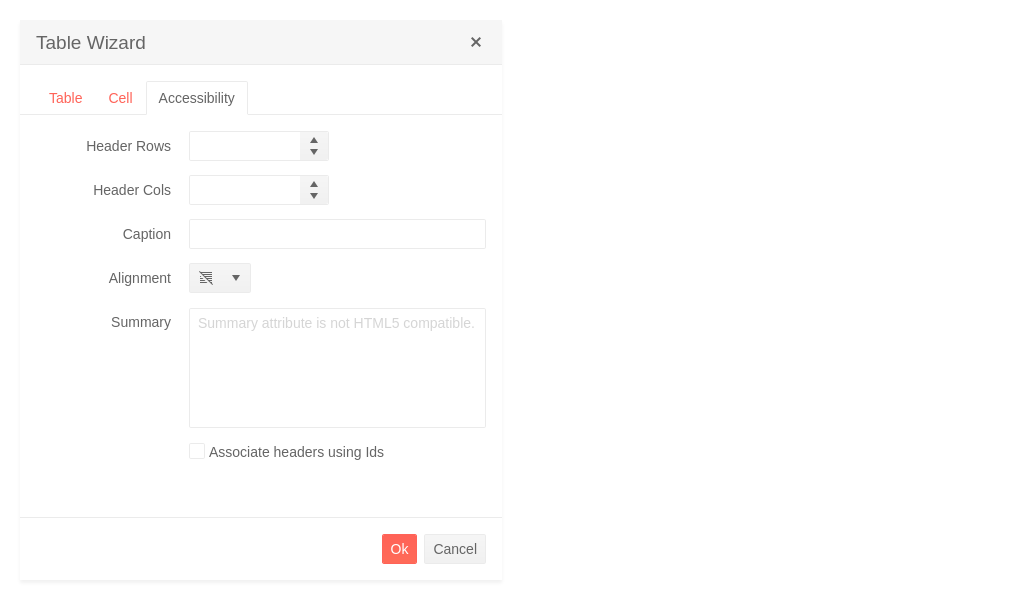 Table Wizard
Table Cell Accessibility
Header Rows
Header Cols
Caption
Alignment
Summary
Summary attribute is not HTML5 compatible.
Associate headers using Ids
Ok Cancel